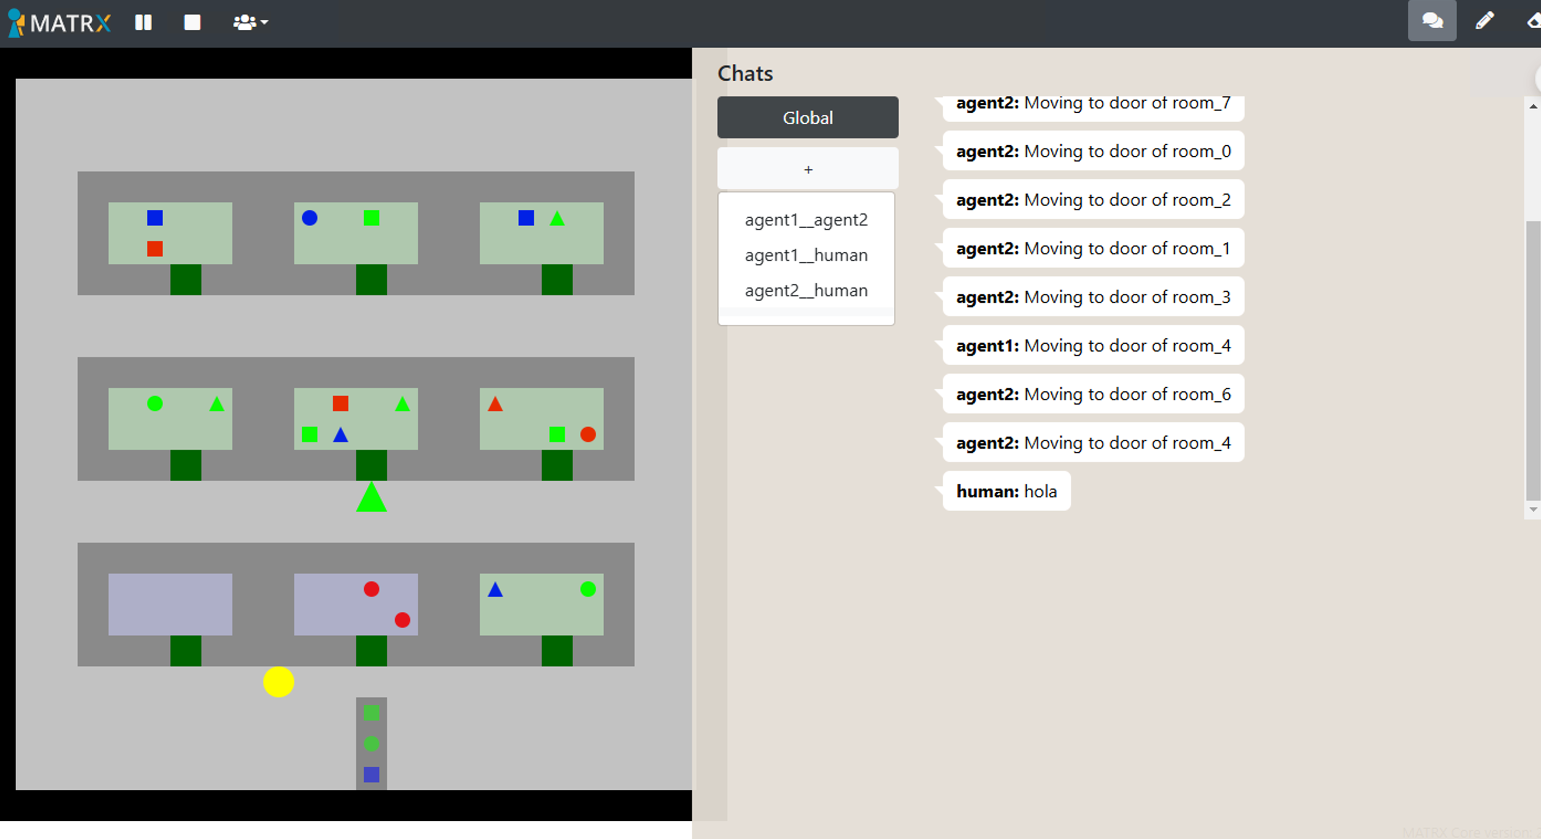 MATRX
Chats
Global
+
agent1__agent2
agent1__human
agent2__human
agent2: Moving to door of room_7
agent2: Moving to door of room_0
agent2: Moving to door of room_2
agent2: Moving to door of room_1
agent2: Moving to door of room_3
agent1: Moving to door of room_4
agent2: Moving to door of room_6
agent2: Moving to door of room_4
human: hola
MATRX Core version: 2